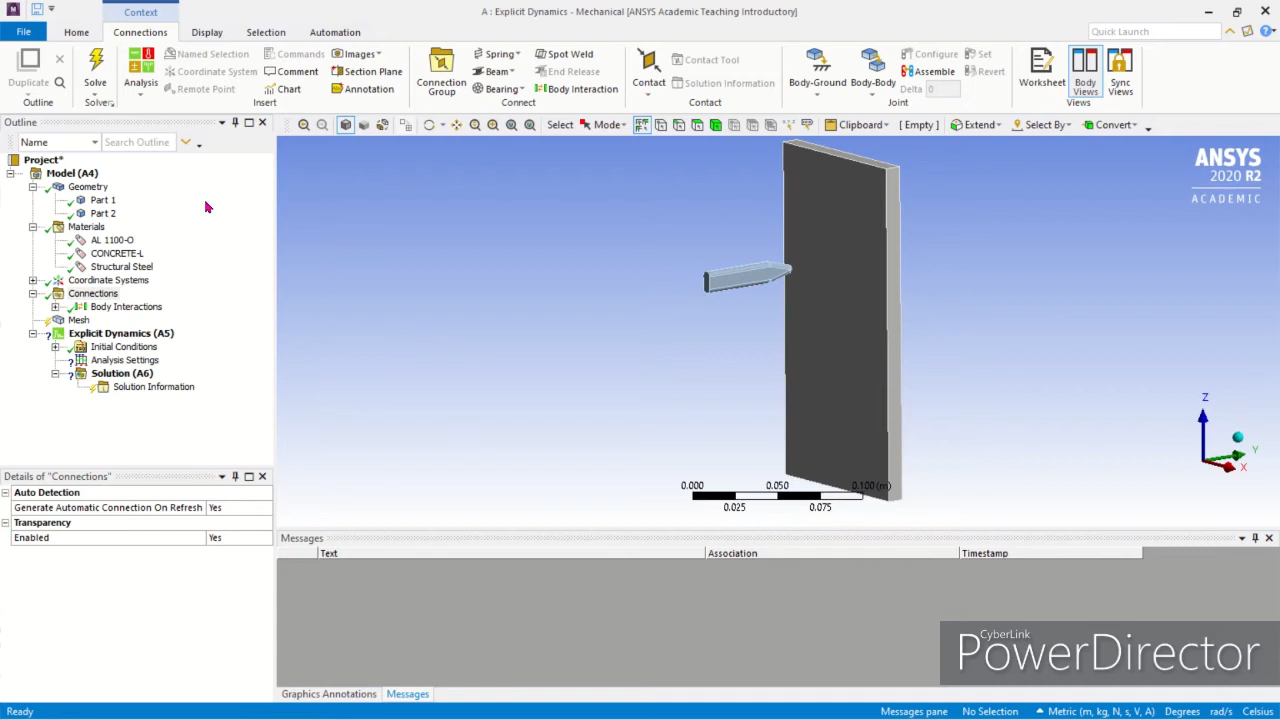 Context
A : Explicit Dynamics - Mechanical [ANSYS Academic Teaching Introductory]
File
Home
Connections
Display
Selection
Automation
Quick Launch
Duplicate
Outline
Solve
Solver
Analysis
Named Selection
Coordinate System
Remote Point
Commands
Comment
Chart
Images
Section Plane
Annotation
Insert
Connection Group
Spring
Beam
Bearing
Spot Weld
End Release
Body Interaction
Connect
Contact
Contact Tool
Solution Information
Contact
Body-Ground
Body-Body
Configure
Assemble
Delta 0
Set
Revert
Joint
Worksheet
Body Views
Sync Views
Views
Outline
Name
Search Outline
Select
Mode
Clipboard
[ Empty ]
Extend
Select By
Convert
Project*
Model (A4)
Geometry
Part 1
Part 2
Materials
AL 1100-O
CONCRETE-L
Structural Steel
Coordinate Systems
Connections
Body Interactions
Mesh
Explicit Dynamics (A5)
Initial Conditions
Analysis Settings
Solution (A6)
Solution Information
ANSYS
2020 R2
ACADEMIC
Z
Y
X
0.000
0.050
0.100 (m)
0.025
0.075
Details of "Connections"
Auto Detection
Generate Automatic Connection On Refresh Yes
Transparency
Enabled Yes
Messages
Text
Association
Timestamp
CyberLink
PowerDirector
Graphics Annotations
Messages
Ready
Messages pane
No Selection
Metric (m, kg, N, s, V, A)
Degrees
rad/s
Celsius